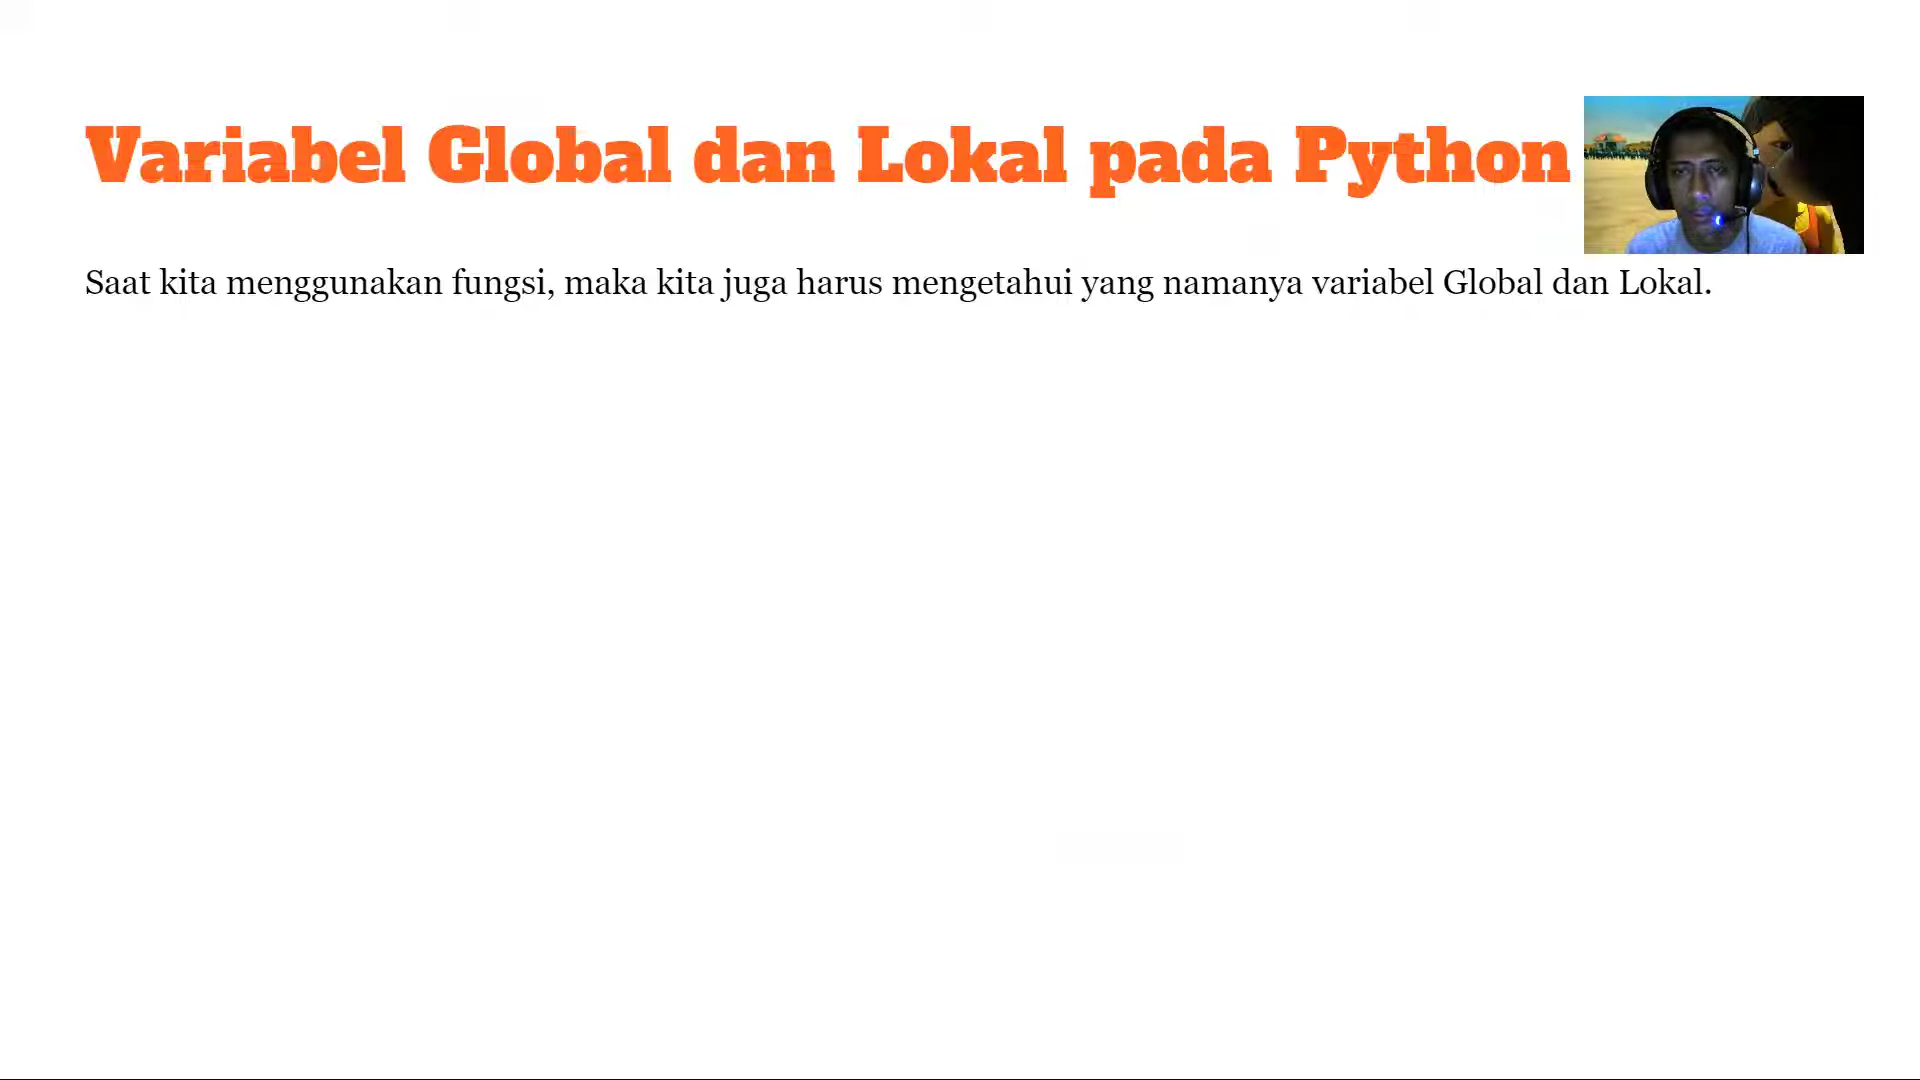 Variabel Global dan Lokal pada Python
Saat kita menggunakan fungsi, maka kita juga harus mengetahui yang namanya variabel Global dan Lokal.